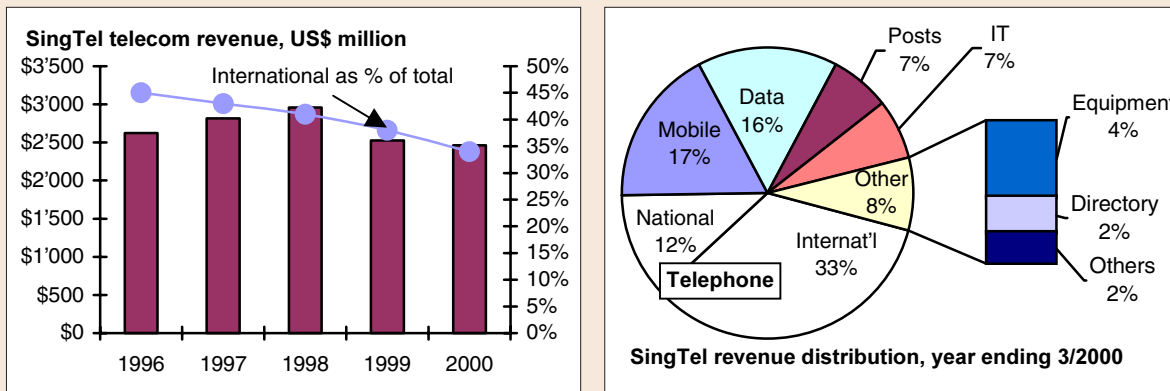 SingTel telecom revenue, US$ million
$3'500
$3'000
$2'500
$2'000
$1'500
$1'000
$500
$0
International as % of total
50%
45%
40%
35%
30%
25%
20%
15%
10%
5%
0%
1996 1997 1998 1999 2000
Posts
7%
IT
7%
Equipment
4%
Data
16%
Mobile
17%
Other
8%
Directory
2%
National
12%
Internat'l
33%
Telephone
Others
2%
SingTel revenue distribution, year ending 3/2000